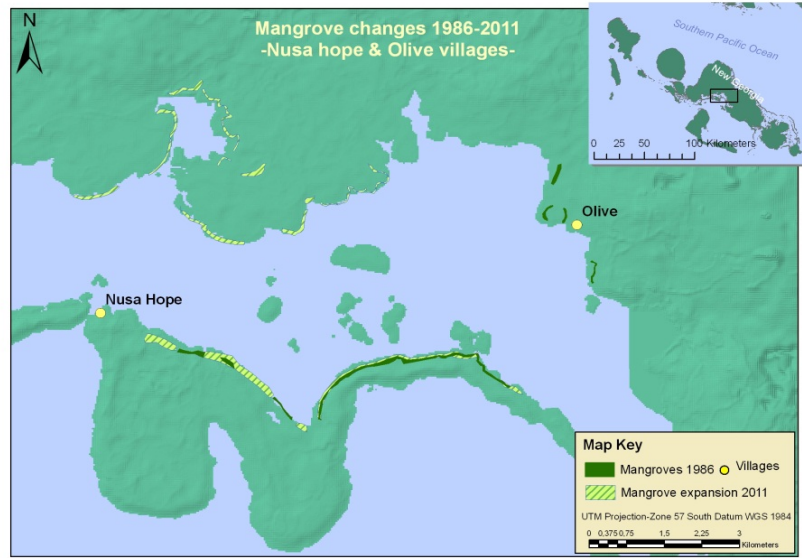 N
Mangrove changes 1986-2011
-Nusa hope & Olive villages-
Southern Pacific Ocean
New Georgia
0 25 50 100 Kilometers
Olive
Nusa Hope
Map Key
Mangroves 1986 Villages
Mangrove expansion 2011
UTM Projection-Zone 57 South Datum WGS 1984
0 0,375 0,75 1,5 2,25 3
Kilometers